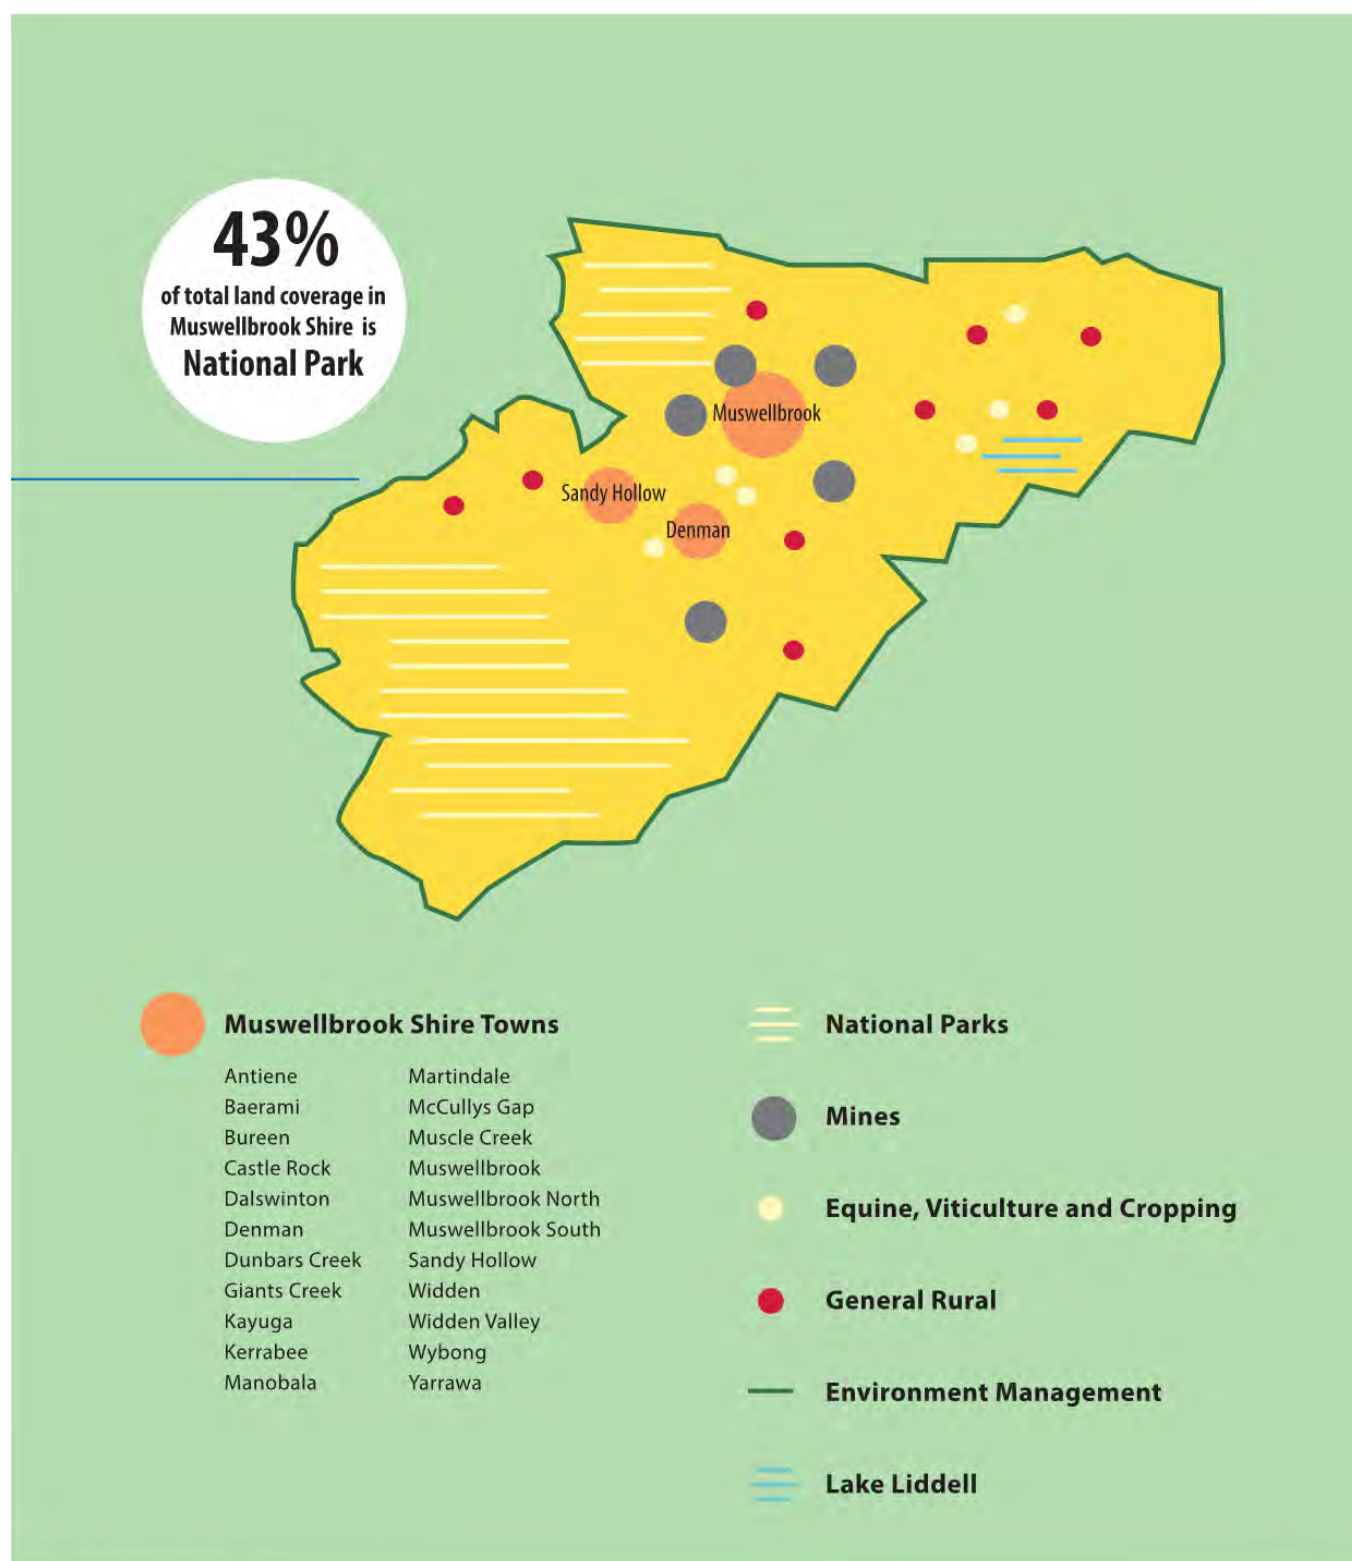 43%
of total land coverage in
Muswellbrook Shire is
National Park
Muswellbrook
Sandy Hollow
Denman
Muswellbrook Shire Towns
Antiene
Baerami
Bureen
Castle Rock
Dalswinton
Denman
Dunbars Creek
Giants Creek
Kayuga
Kerrabee
Manobala
Martindale
McCullys Gap
Muscle Creek
Muswellbrook
Muswellbrook North
Muswellbrook South
Sandy Hollow
Widden
Widden Valley
Wybong
Yarrawa
National Parks
Mines
Equine, Viticulture and Cropping
General Rural
Environment Management
Lake Liddell